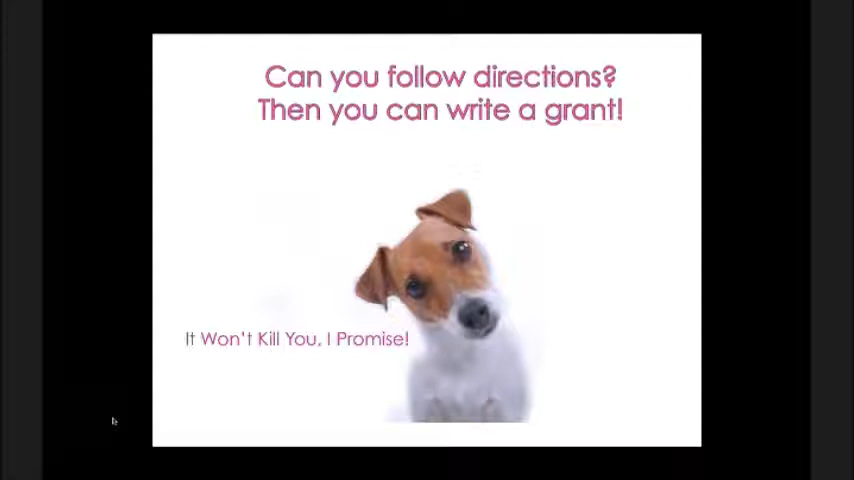 Can you follow directions?
Then you can write a grant!
It Won't Kill You, I Promise!